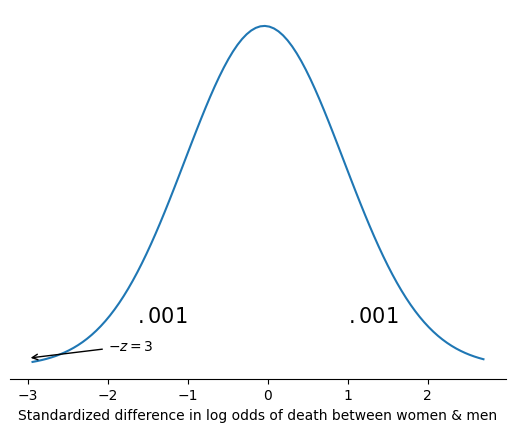 .001 .001
−z = 3
−3 −2 −1 0 1 2
Standardized difference in log odds of death between women & men